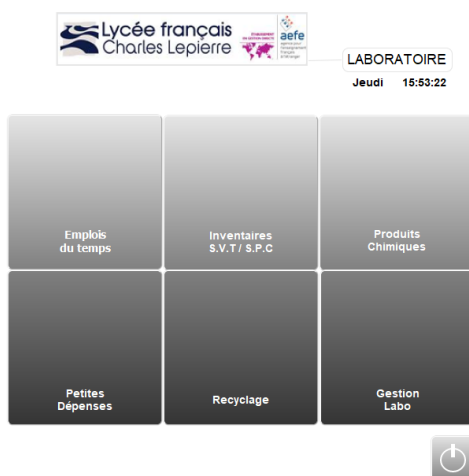 Lycée français
Charles Lepierre
aefe
LABORATOIRE
Jeudi 15:53:22
Emplois
du temps
Inventaires
S.V.T / S.P.C
Produits
Chimiques
Petites
Dépenses
Recyclage
Gestion
Labo